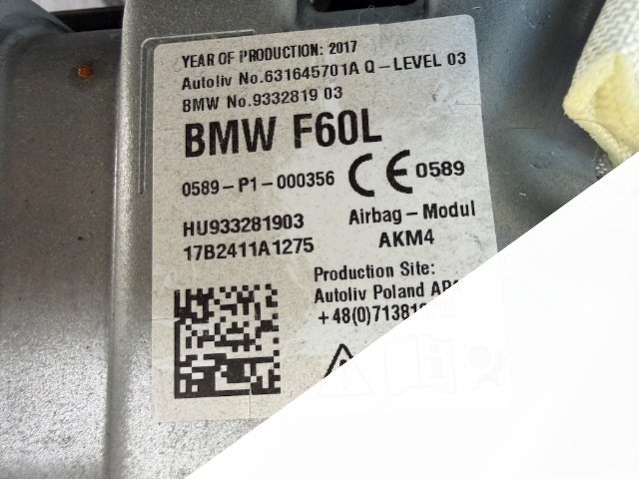 YEAR OF PRODUCTION: 2017
Autoliv No.631645701A Q-LEVEL 03
BMW No.9332819 03
BMW F60L
0589-P1-000356 CE 0589
HU933281903 Airbag-Modul
17B2411A1275 AKM4
Production Site:
Autoliv Poland